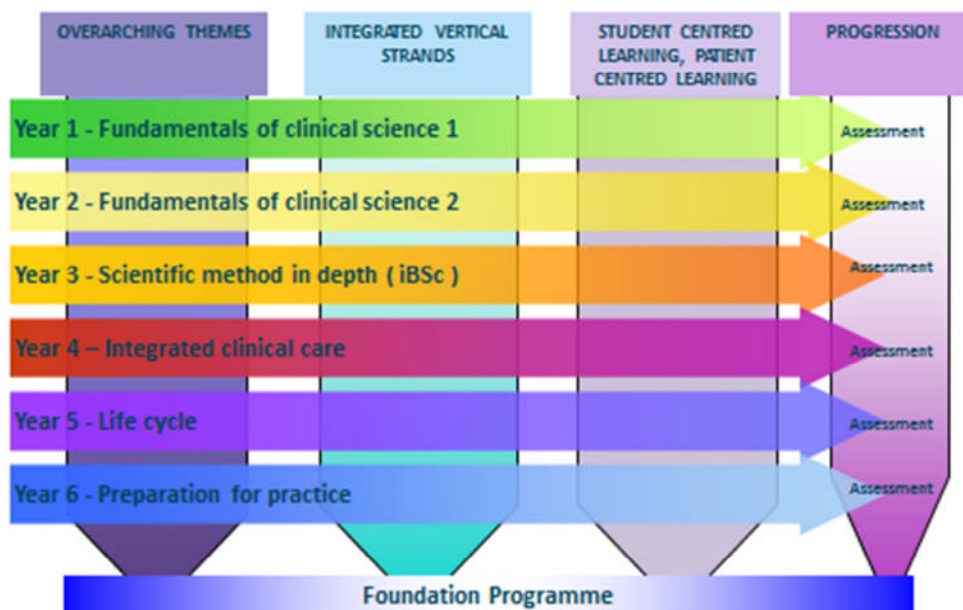 OVERARCHING THEMES
INTEGRATED VERTICAL
STRANDS
STUDENT CENTRED
LEARNING, PATIENT
CENTRED LEARNING
PROGRESSION
Year 1 - Fundamentals of clinical science 1
Assessment
Year 2 - Fundamentals of clinical science 2
Assessment
Year 3 - Scientific method in depth ( iBSc )
Assessment
Year 4 – Integrated clinical care
Assessment
Year 5 - Life cycle
Assessment
Year 6 - Preparation for practice
Assessment
Foundation Programme